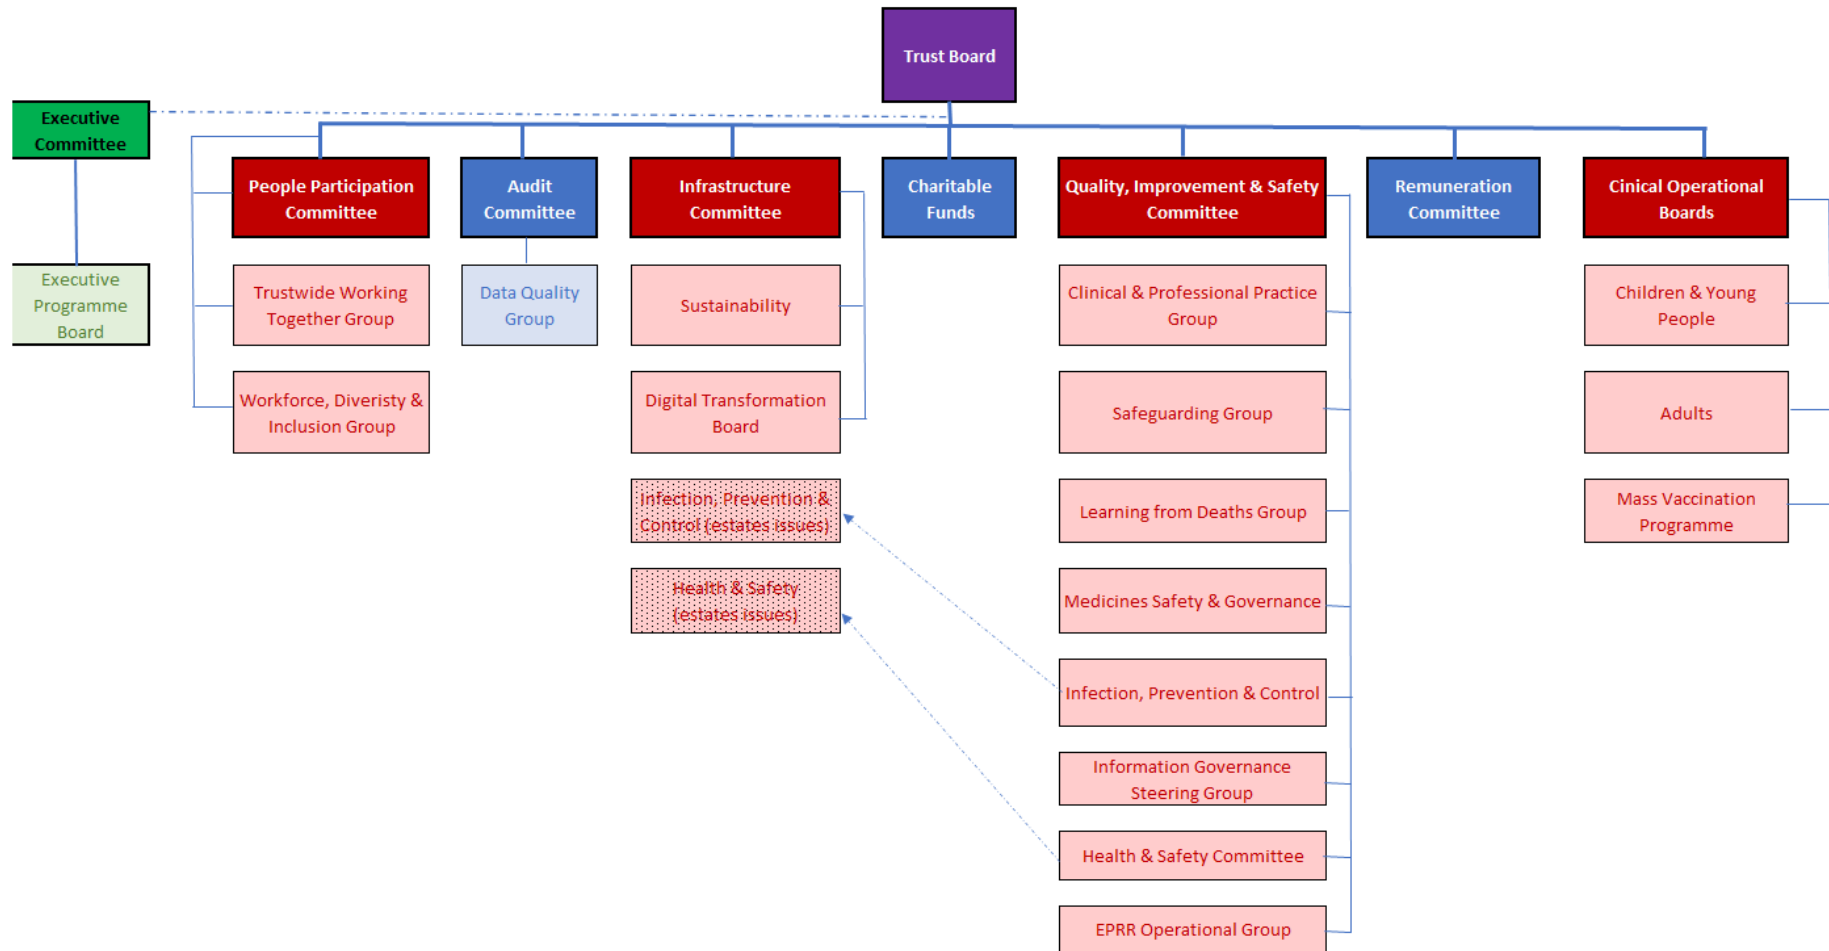 Trust Board
Executive
Committee
People Participation
Committee
Audit
Committee
Infrastructure
Committee
Charitable
Funds
Quality, Improvement & Safety
Committee
Remuneration
Committee
Cinical Operational
Boards
Executive
Programme
Board
Trustwide Working
Together Group
Data Quality
Group
Sustainability
Clinical & Professional Practice
Group
Children & Young
People
Workforce, Diveristy &
Inclusion Group
Digital Transformation
Board
Safeguarding Group
Adults
Infection, Prevention &
Control (estates issues)
Learning from Deaths Group
Mass Vaccination
Programme
Health & Safety
(estates issues)
Medicines Safety & Governance
Infection, Prevention & Control
Information Governance
Steering Group
Health & Safety Committee
EPRR Operational Group